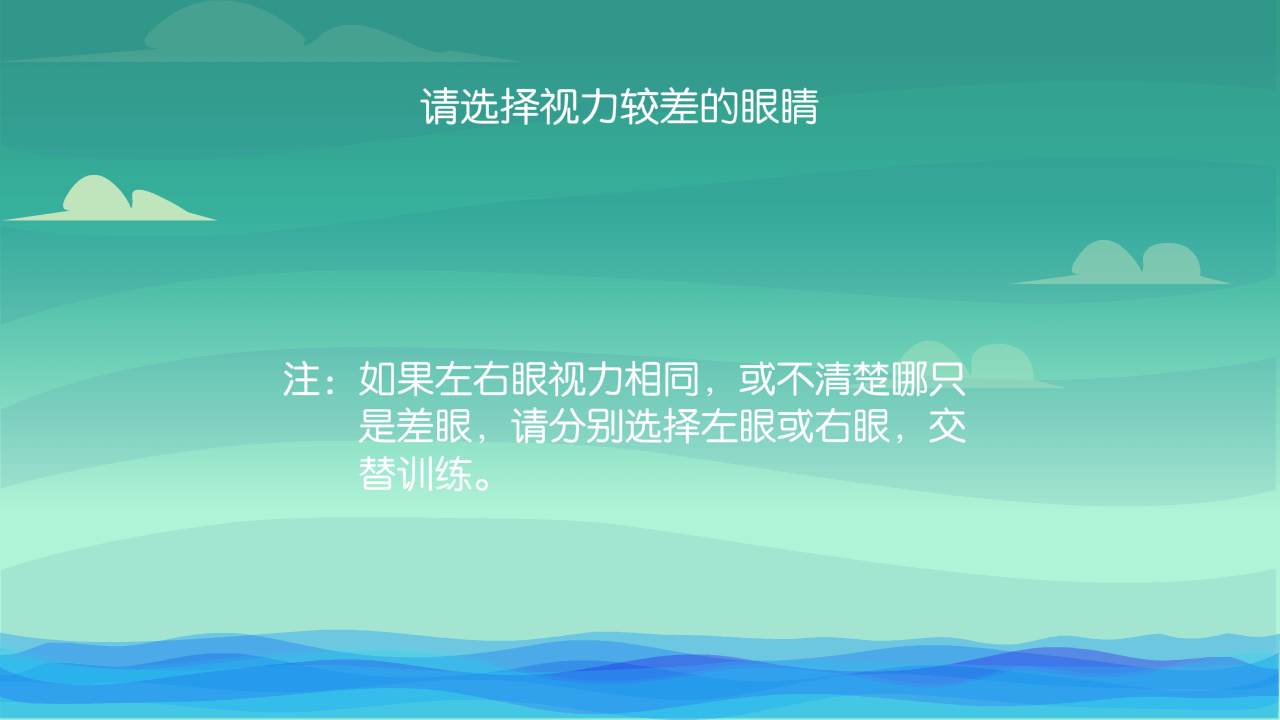 请选择视力较差的眼睛
注：如果左右眼视力相同，或不清楚哪只
是差眼，请分别选择左眼或右眼，交
替训练。